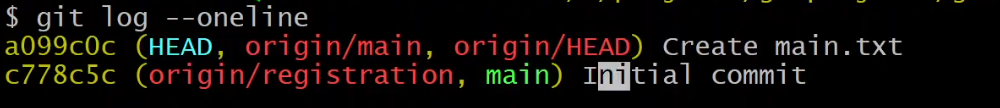 $ git log --oneline
a099c0c (HEAD, origin/main, origin/HEAD) Create main.txt
c778c5c (origin/registration, main) Initial commit